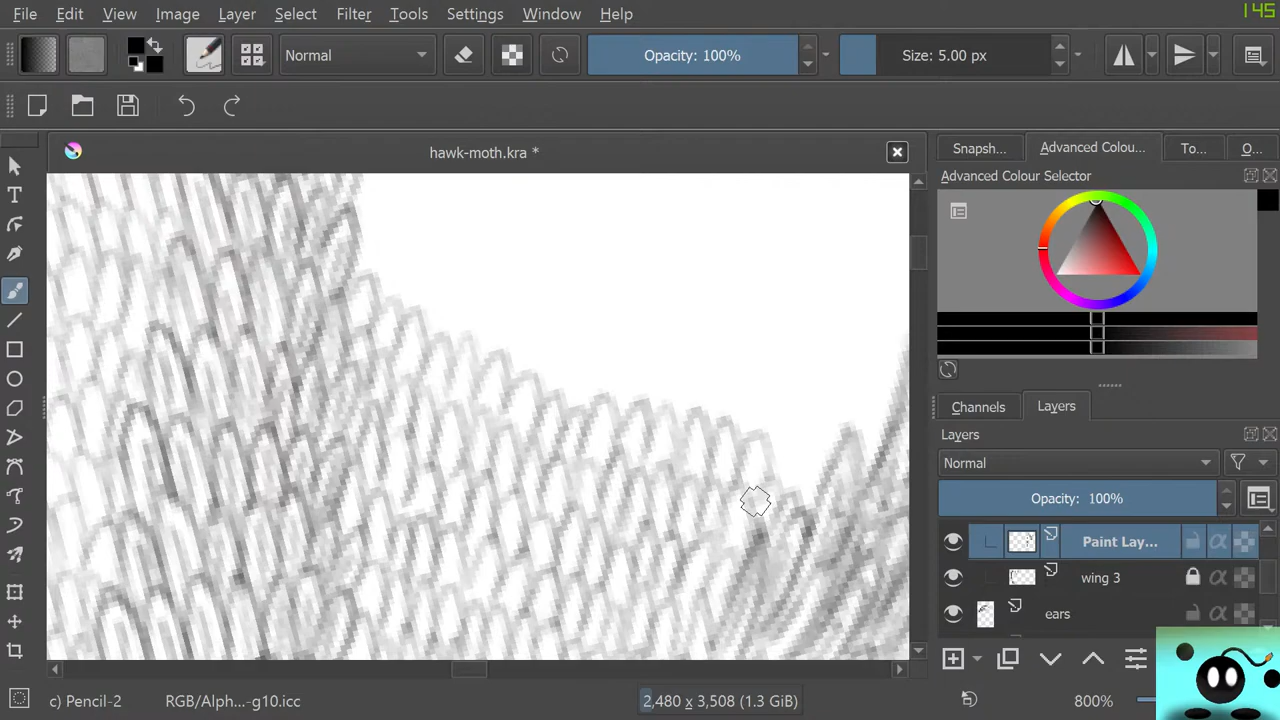 File Edit View Image Layer Select Filter Tools Settings Window Help
145
Normal
Opacity: 100%
Size: 5.00 px
hawk-moth.kra *
Snapsh...
Advanced Colou...
To...
O...
Advanced Colour Selector
Channels
Layers
Layers
Normal
Opacity: 100%
Paint Lay...
wing 3
ears
c) Pencil-2
RGB/Alph...-g10.icc
2,480 x 3,508 (1.3 GiB)
800%